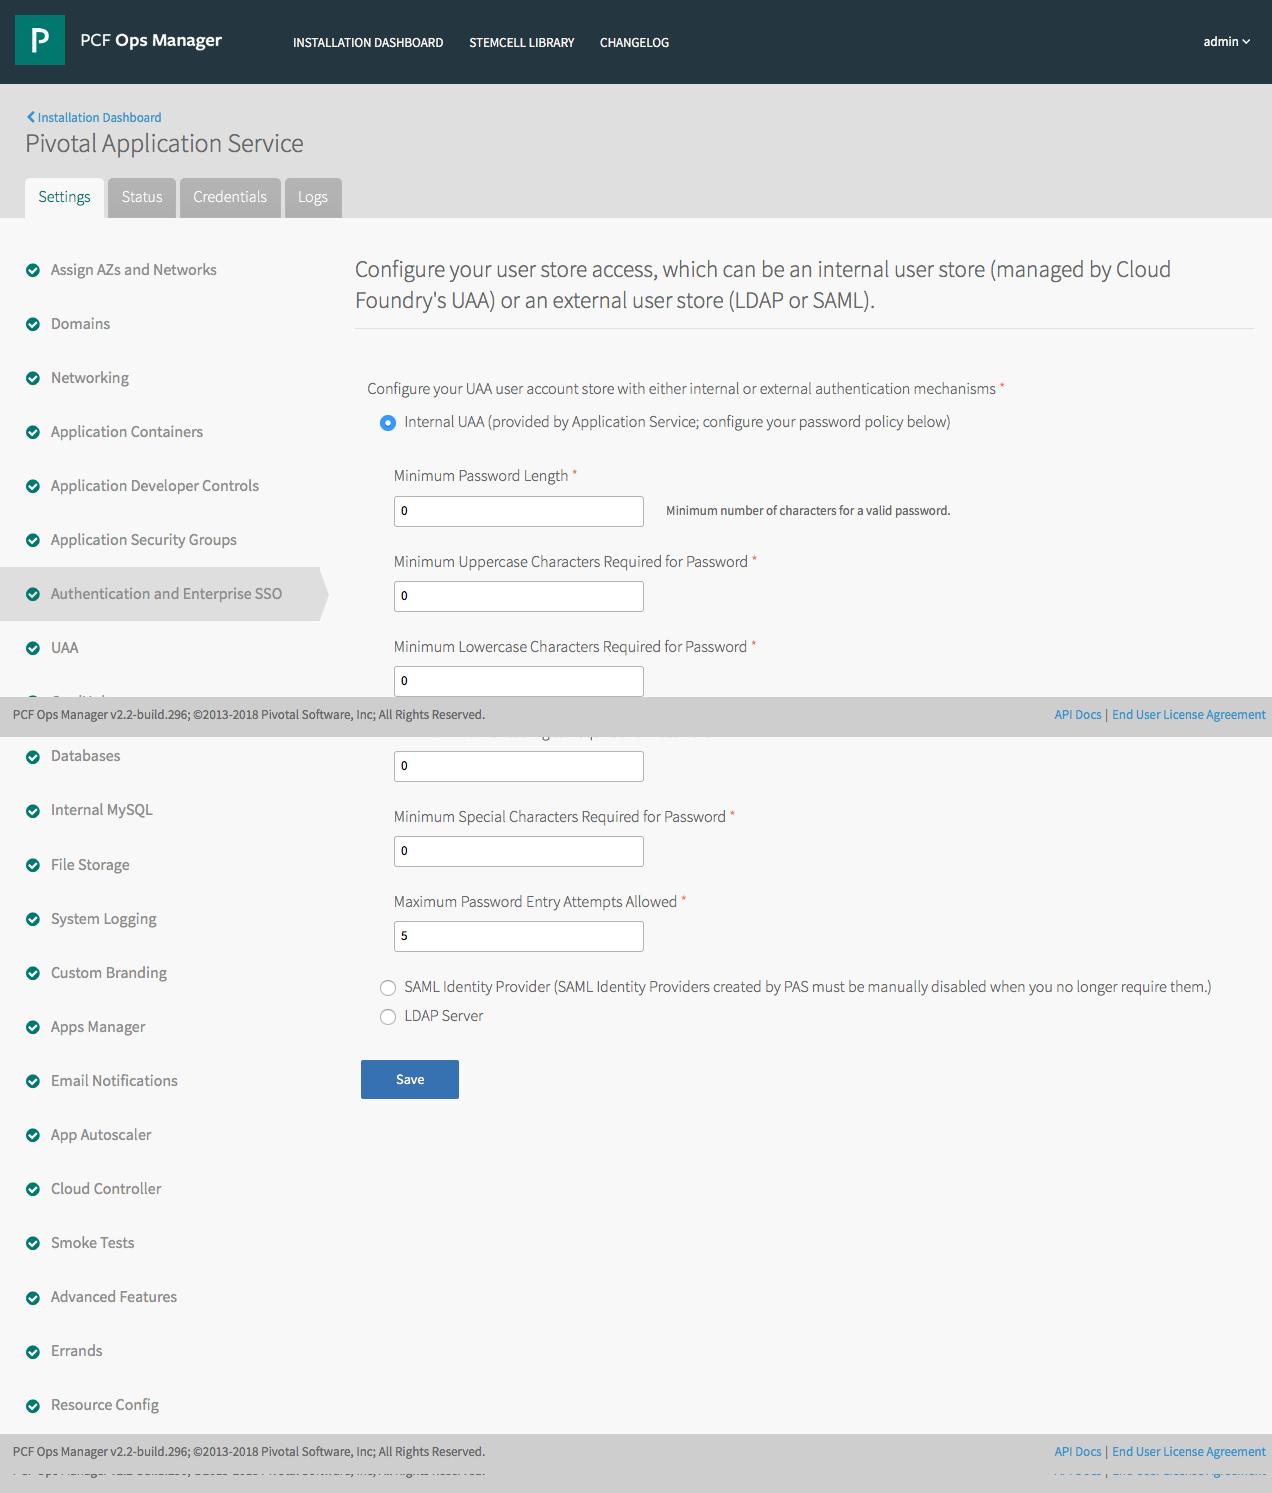 P
PCF Ops Manager
INSTALLATION DASHBOARD
STEMCELL LIBRARY
CHANGELOG
admin
Installation Dashboard
Pivotal Application Service
Settings
Status
Credentials
Logs
Assign AZs and Networks
Domains
Networking
Application Containers
Application Developer Controls
Application Security Groups
Authentication and Enterprise SSO
UAA
Configure your user store access, which can be an internal user store (managed by Cloud
Foundry's UAA) or an external user store (LDAP or SAML).
Configure your UAA user account store with either internal or external authentication mechanisms *
Internal UAA (provided by Application Service; configure your password policy below)
Minimum Password Length *
0
Minimum number of characters for a valid password.
Minimum Uppercase Characters Required for Password *
0
Minimum Lowercase Characters Required for Password *
0
PCF Ops Manager v2.2-build.296; ©2013-2018 Pivotal Software, Inc; All Rights Reserved.
API Docs | End User License Agreement
Databases
Internal MySQL
File Storage
System Logging
Custom Branding
Apps Manager
Email Notifications
App Autoscaler
Cloud Controller
Smoke Tests
Advanced Features
Errands
Resource Config
0
Minimum Special Characters Required for Password *
0
Maximum Password Entry Attempts Allowed *
5
SAML Identity Provider (SAML Identity Providers created by PAS must be manually disabled when you no longer require them.)
LDAP Server
Save
PCF Ops Manager v2.2-build.296; ©2013-2018 Pivotal Software, Inc; All Rights Reserved.
API Docs | End User License Agreement